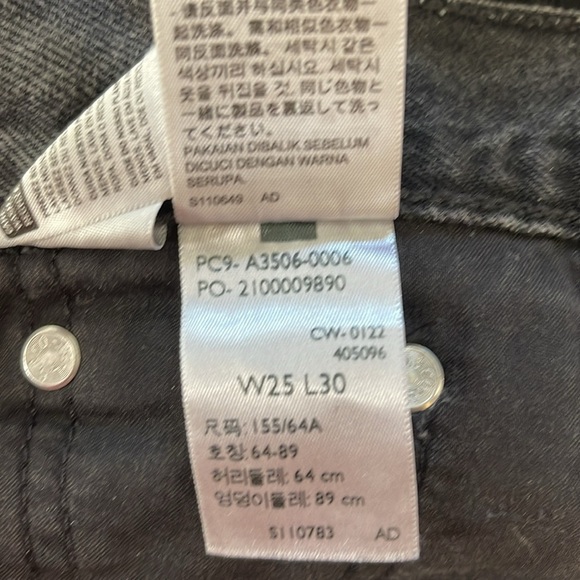 请反面并与同类色衣物一
起洗涤。需和相似色衣物一
同反面洗涤。세탁시 같은
색상끼리 하십시요. 세탁시
옷을 뒤집을 것. 同じ色物と
一緒に製品を裏返して洗っ
てください。
PAKAIAN DIBALIK SEBELUM
DICUCI DENGAN WARNA
SERUPA.
S110649 AD
PC9- A3506-0006
PO- 2100009890
CW- 0122
405096
W25 L30
尺码: 155/64A
호칭: 64-89
허리둘레: 64 cm
엉덩이둘레: 89 cm
S110783 AD